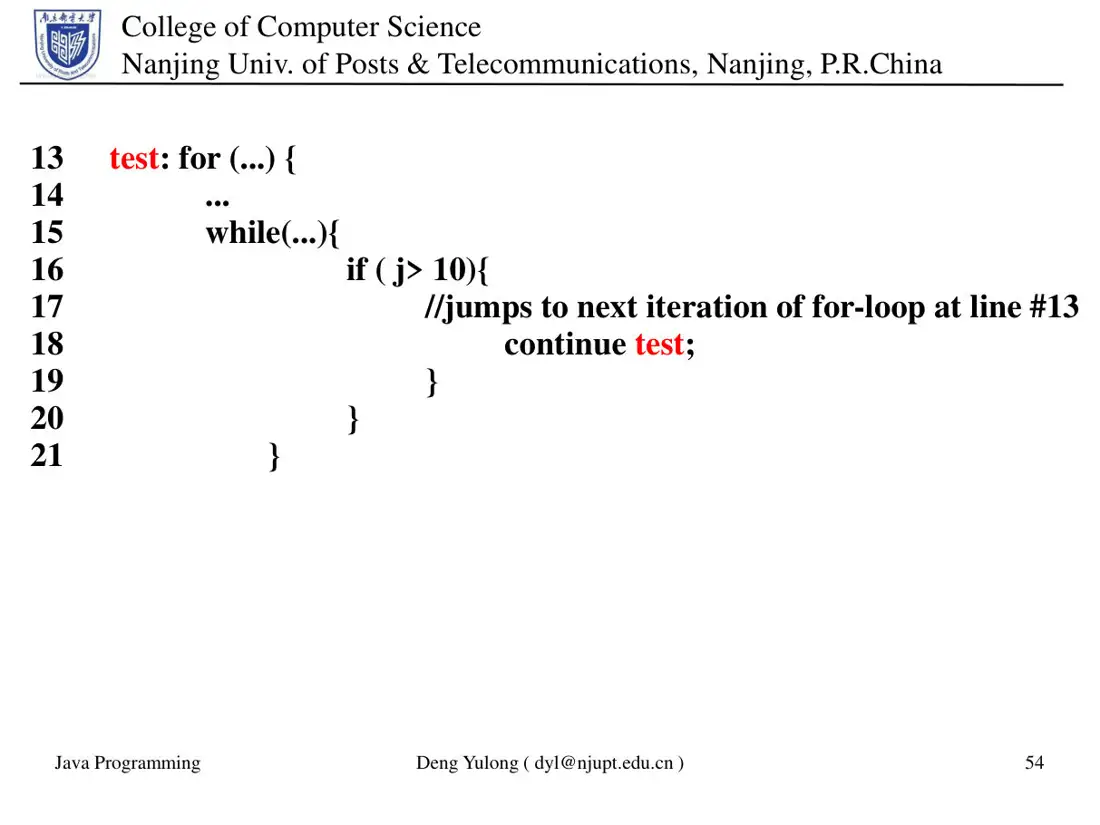 College of Computer Science
Nanjing Univ. of Posts & Telecommunications, Nanjing, P.R.China
13 test: for (...) {
14 ...
15 while(...){
16 if ( j> 10){
17 //jumps to next iteration of for-loop at line #13
18 continue test;
19 }
20 }
21 }
Java Programming Deng Yulong ( dyl@njupt.edu.cn ) 54